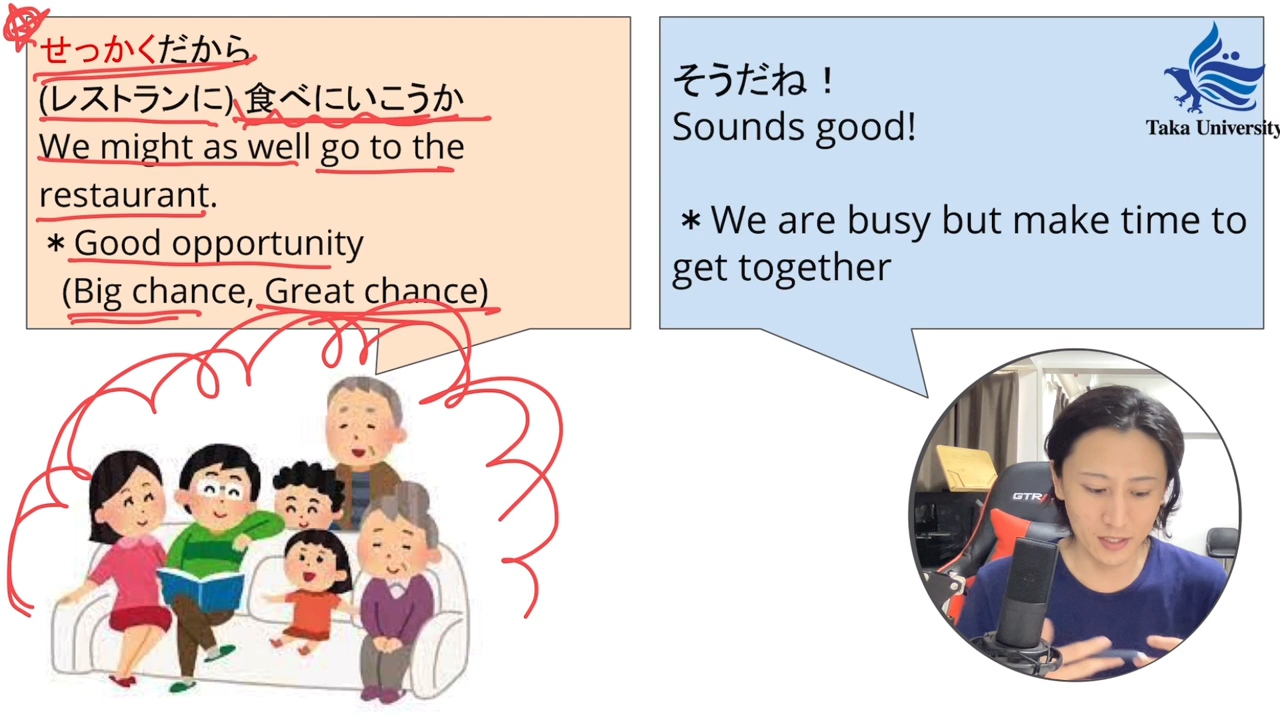 せっかくだから
(レストランに) 食べにいこうか
We might as well go to the
restaurant.
＊Good opportunity
(Big chance, Great chance)
そうだね！
Sounds good!
＊We are busy but make time to
get together
Taka University
GTR